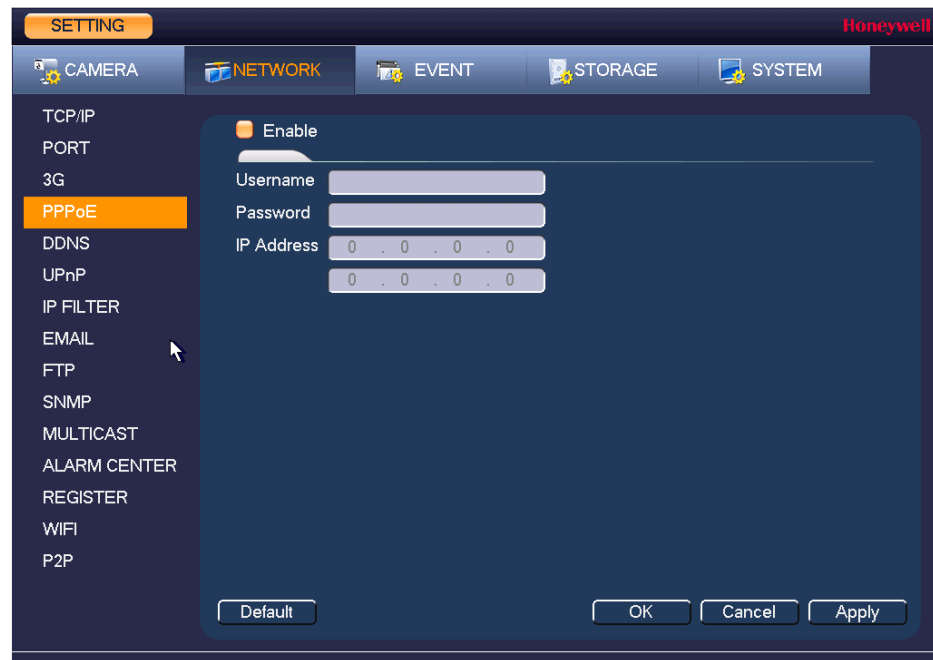 SETTING
Honeywell
CAMERA
NETWORK
EVENT
STORAGE
SYSTEM
TCP/IP
PORT
3G
PPPoE
DDNS
UPnP
IP FILTER
EMAIL
FTP
SNMP
MULTICAST
ALARM CENTER
REGISTER
WIFI
P2P
Enable
Username
Password
IP Address 0 . 0 . 0 . 0
0 . 0 . 0 . 0
Default
OK
Cancel
Apply